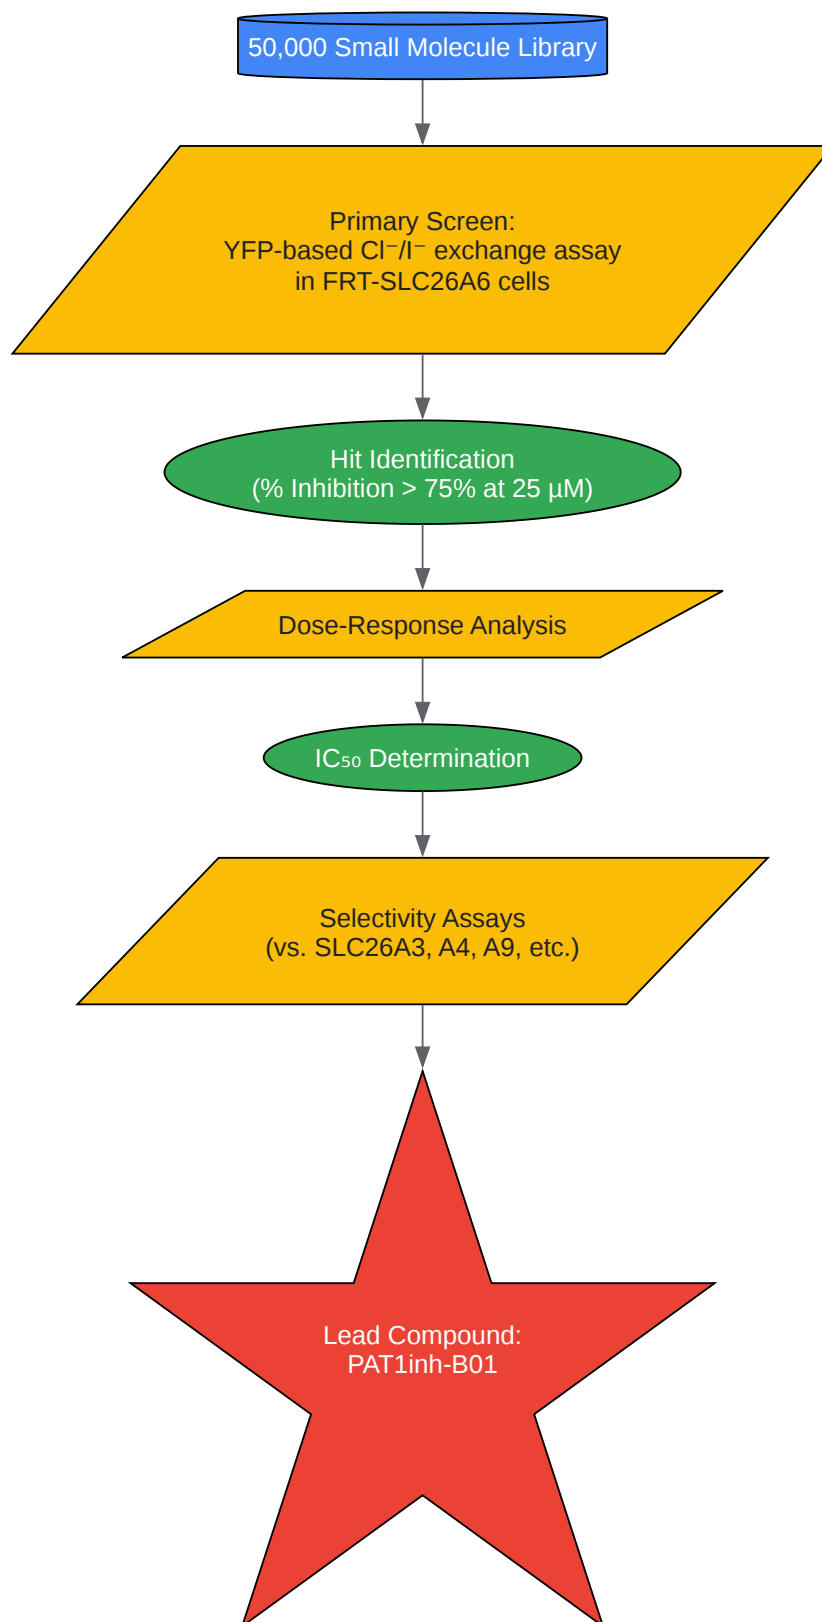 50,000 Small Molecule Library
Primary Screen:
YFP-based Cl⁻/I⁻ exchange assay
in FRT-SLC26A6 cells
Hit Identification
(% Inhibition > 75% at 25 µM)
Dose-Response Analysis
IC₅₀ Determination
Selectivity Assays
(vs. SLC26A3, A4, A9, etc.)
Lead Compound:
PAT1inh-B01